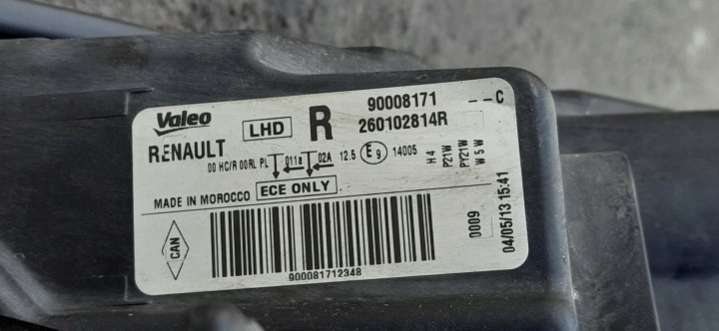 Valeo LHD R 90008171 --C
RENAULT 260102814R
00 HC/R 00RL PL 011a 02A 12.5 E9 14005
H4
P21W
PY21W
W5W
MADE IN MOROCCO ECE ONLY
CAN
900081712348
0009
04/05/13 15:41